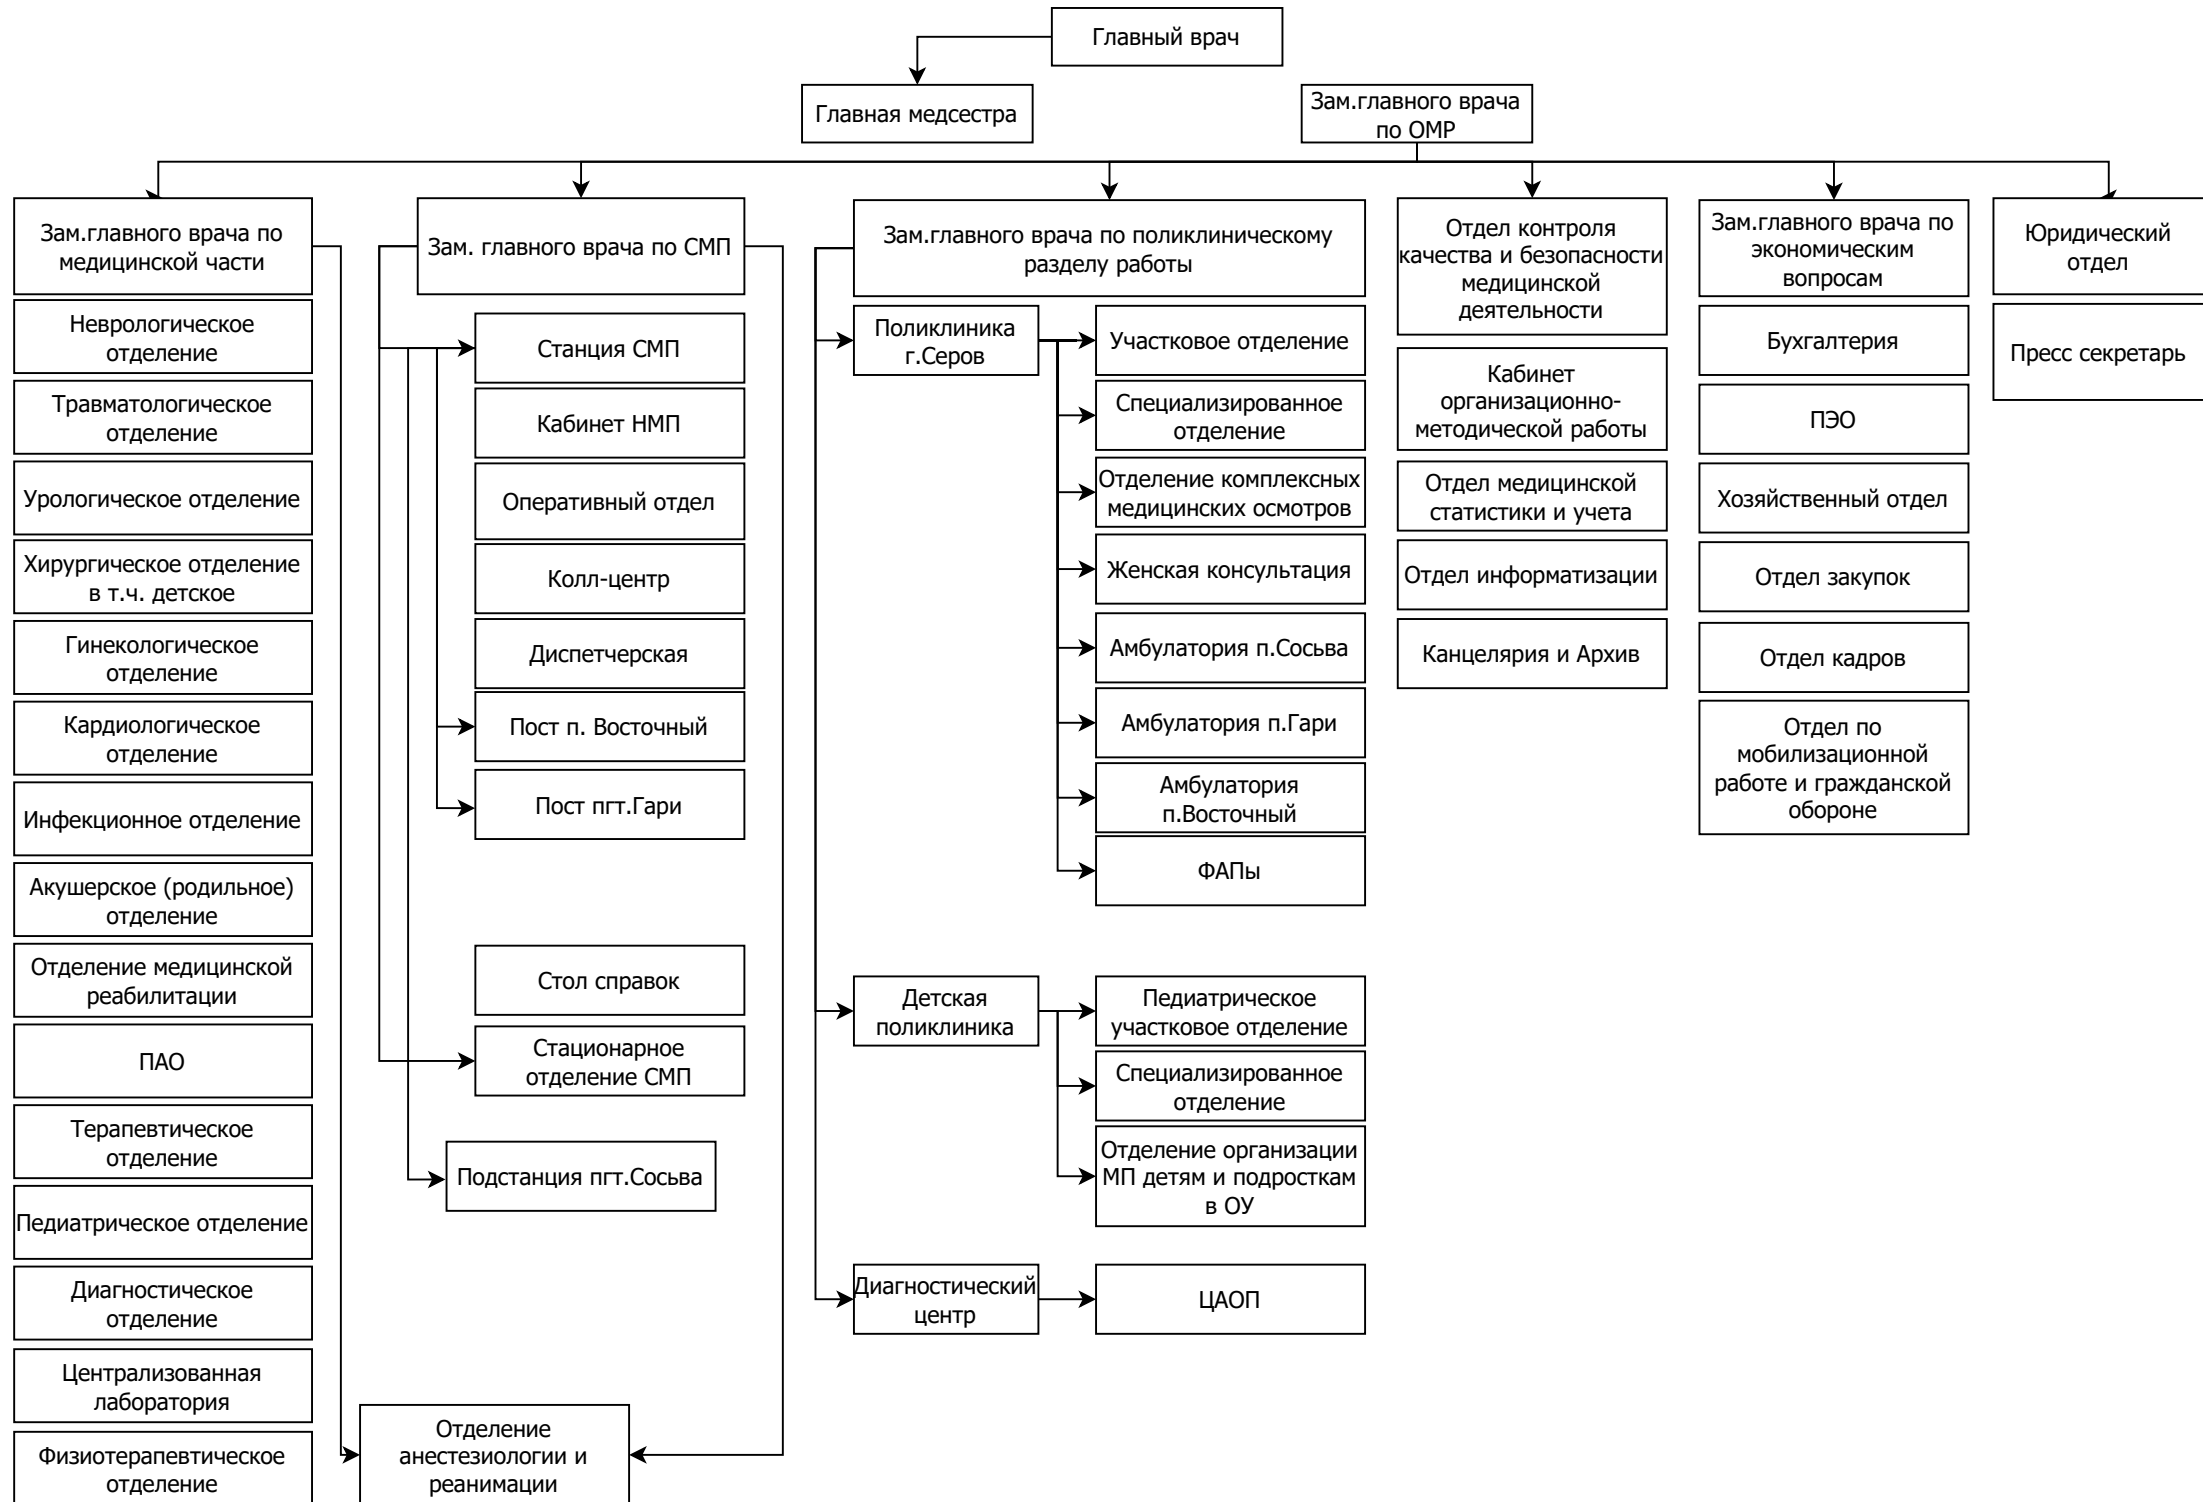 Главный врач
Главная медсестра
Зам.главного врача
по ОМР
Зам.главного врача по
медицинской части
Неврологическое
отделение
Травматологическое
отделение
Урологическое отделение
Хирургическое отделение
в т.ч. детское
Гинекологическое
отделение
Кардиологическое
отделение
Инфекционное отделение
Акушерское (родильное)
отделение
Отделение медицинской
реабилитации
ПАО
Терапевтическое
отделение
Педиатрическое отделение
Диагностическое
отделение
Централизованная
лаборатория
Физиотерапевтическое
отделение
Зам. главного врача по СМП
Станция СМП
Кабинет НМП
Оперативный отдел
Колл-центр
Диспетчерская
Пост п. Восточный
Пост пгт.Гари
Стол справок
Стационарное
отделение СМП
Подстанция пгт.Сосьва
Отделение
анестезиологии и
реанимации
Зам.главного врача по поликлиническому
разделу работы
Поликлиника
г.Серов
Участковое отделение
Специализированное
отделение
Отделение комплексных
медицинских осмотров
Женская консультация
Амбулатория п.Сосьва
Амбулатория п.Гари
Амбулатория
п.Восточный
ФАПы
Детская
поликлиника
Педиатрическое
участковое отделение
Специализированное
отделение
Отделение организации
МП детям и подросткам
в ОУ
Диагностический
центр
ЦАОП
Отдел контроля
качества и безопасности
медицинской
деятельности
Кабинет
организационно-
методической работы
Отдел медицинской
статистики и учета
Отдел информатизации
Канцелярия и Архив
Зам.главного врача по
экономическим
вопросам
Бухгалтерия
ПЭО
Хозяйственный отдел
Отдел закупок
Отдел кадров
Отдел по
мобилизационной
работе и гражданской
обороне
Юридический
отдел
Пресс секретарь